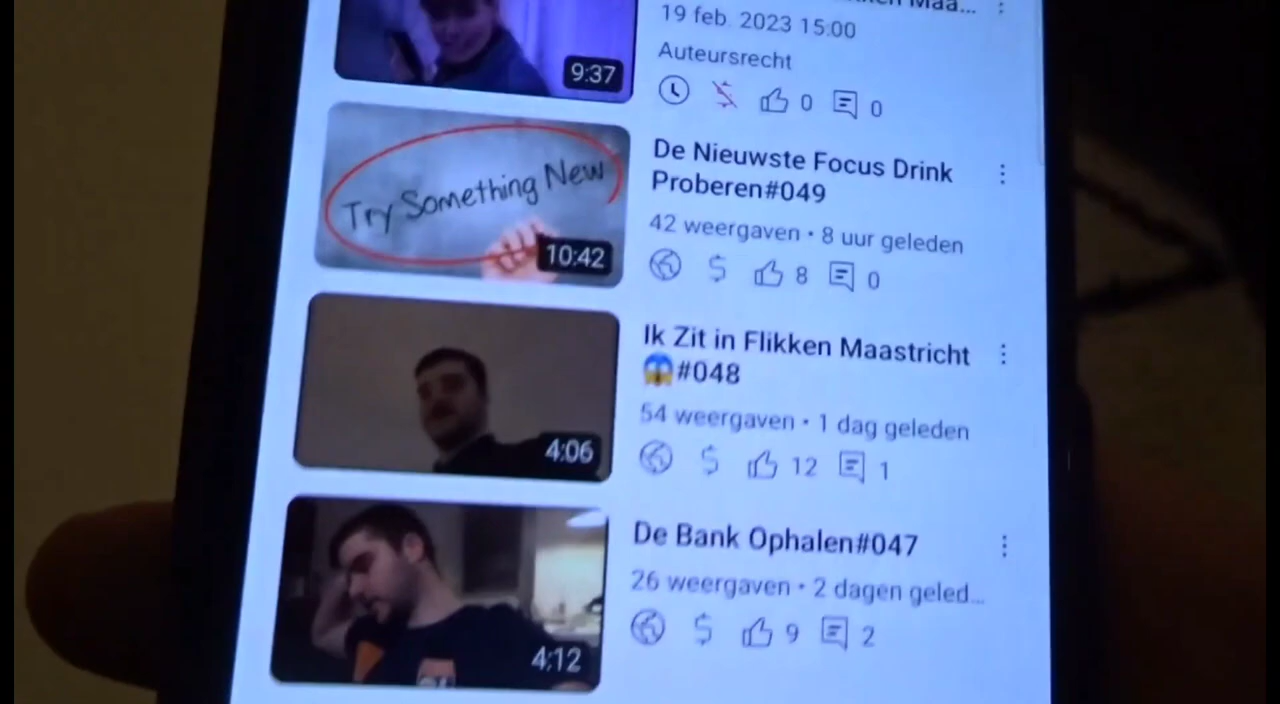 Maa...
9:37
19 feb. 2023 15:00
Auteursrecht
0 0
Try Something New
10:42
De Nieuwste Focus Drink
Proberen#049
42 weergaven • 8 uur geleden
8 0
4:06
Ik Zit in Flikken Maastricht
😱#048
54 weergaven • 1 dag geleden
12 1
4:12
De Bank Ophalen#047
26 weergaven • 2 dagen geled...
9 2